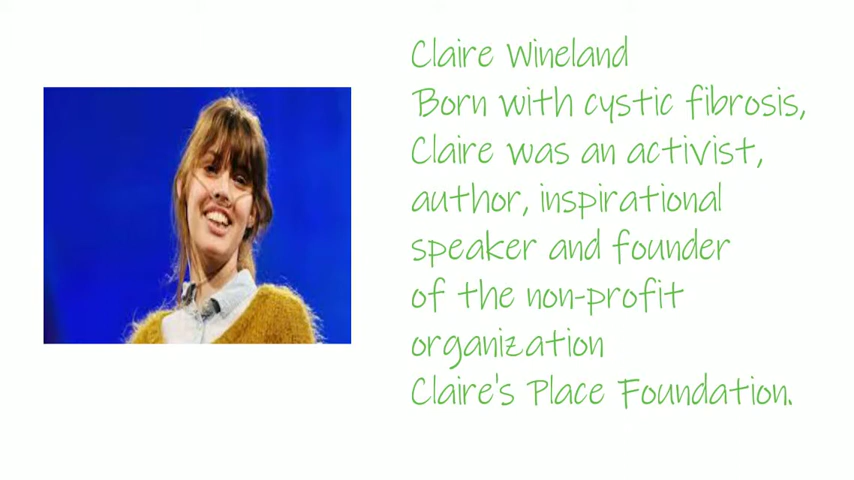 Claire Wineland
Born with cystic fibrosis,
Claire was an activist,
author, inspirational
speaker and founder
of the non-profit
organization
Claire's Place Foundation.